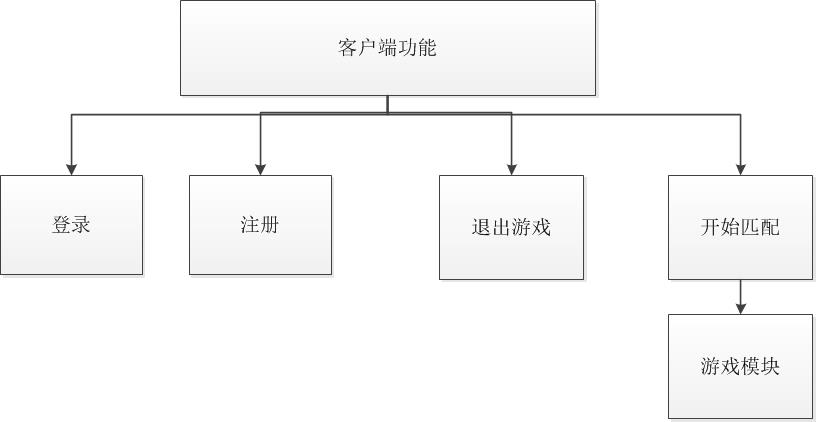 客户端功能
登录
注册
退出游戏
开始匹配
游戏模块